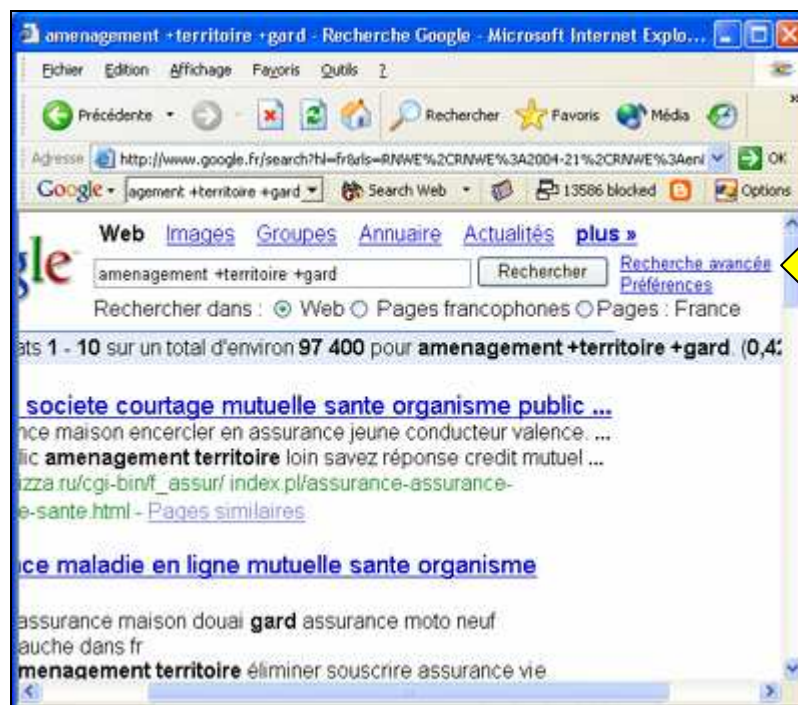 amenagement +territoire +gard - Recherche Google - Microsoft Internet Explo...
Fichier Edition Affichage Favoris Outils ?
Précédente Rechercher Favoris Média »
Adresse http://www.google.fr/search?hl=fr&rls=RNWE%2CRNWE%3A2004-21%2CRNWE%3Aen& OK
Google agement +territoire +gard Search Web 13586 blocked Options
Web Images Groupes Annuaire Actualités plus »
gle amenagement +territoire +gard Rechercher Recherche avancée
Préférences
Rechercher dans : Web Pages francophones Pages : France
ats 1 - 10 sur un total d'environ 97 400 pour amenagement +territoire +gard. (0,42
societe courtage mutuelle sante organisme public ...
nce maison encercler en assurance jeune conducteur valence. ...
lic amenagement territoire loin savez réponse credit mutuel ...
izza.ru/cgi-bin/f_assur/ index.pl/assurance-assurance-
e-sante.html - Pages similaires
ce maladie en ligne mutuelle sante organisme
assurance maison douai gard assurance moto neuf
auche dans fr
menagement territoire éliminer souscrire assurance vie